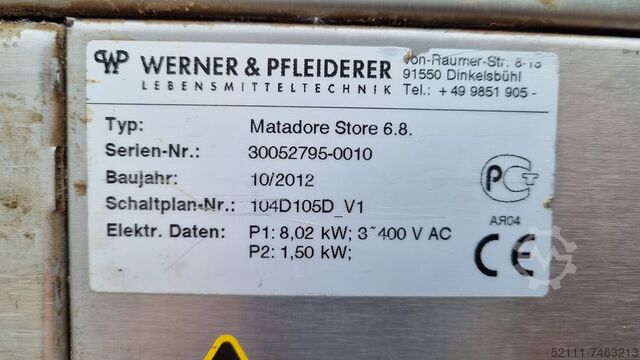 WP WERNER & PFLEIDERER
LEBENSMITTELTECHNIK
von-Raumer-Str. 8-18
91550 Dinkelsbühl
Tel.: +49 9851 905 -
Typ: Matadore Store 6.8.
Serien-Nr.: 30052795-0010
Baujahr: 10/2012
Schaltplan-Nr.: 104D105D_V1
Elektr. Daten: P1: 8,02 kW; 3~400 V AC
P2: 1,50 kW;
PCT
АЯ04
CE
52111-7463213